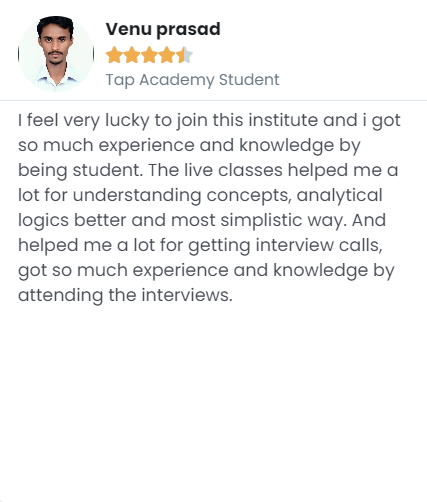 Venu prasad
Tap Academy Student
I feel very lucky to join this institute and i got
so much experience and knowledge by
being student. The live classes helped me a
lot for understanding concepts, analytical
logics better and most simplistic way. And
helped me a lot for getting interview calls,
got so much experience and knowledge by
attending the interviews.